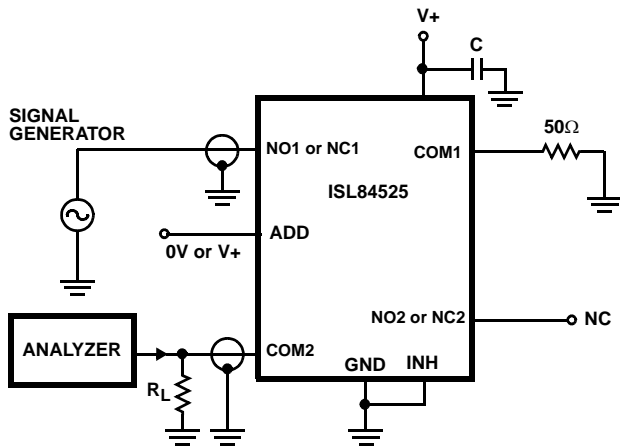 V+
C
SIGNAL
GENERATOR
50Ω
NO1 or NC1
COM1
ISL84525
ADD
0V or V+
NO2 or NC2
NC
ANALYZER
COM2
GND
INH
RL